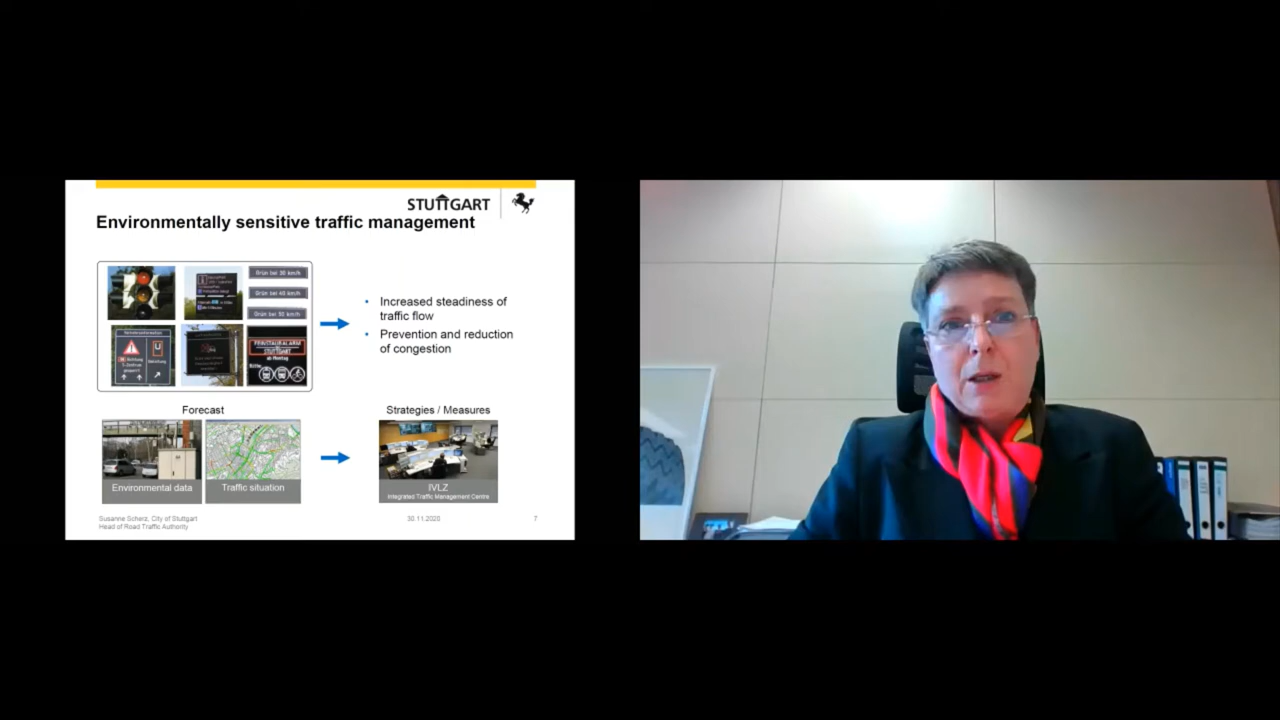 STUTTGART
Environmentally sensitive traffic management
Grün bei 30 km/h
Grün bei 40 km/h
Grün bei 50 km/h
FEINSTAUBALARM
STUTTGART
ab Montag
• Increased steadiness of
traffic flow
• Prevention and reduction
of congestion
Forecast
Strategies / Measures
Environmental data
Traffic situation
IVLZ
Integrated Traffic Management Centre
Susanne Scherz, City of Stuttgart
Head of Road Traffic Authority
30.11.2020
7